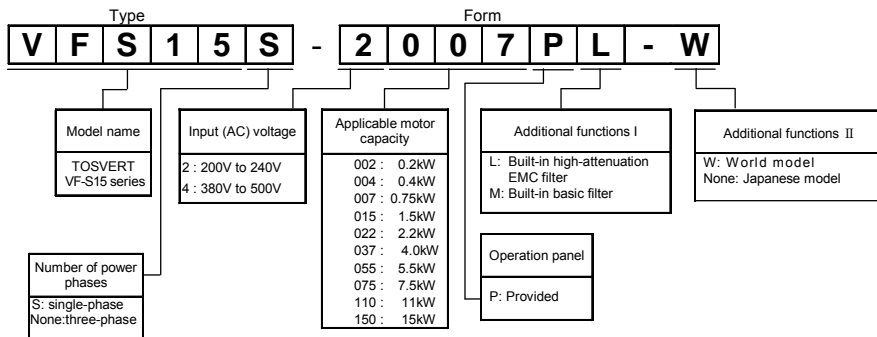 Type Form
V F S 1 5 S - 2 0 0 7 P L - W
Model name
TOSVERT
VF-S15 series
Number of power
phases
S: single-phase
None:three-phase
Input (AC) voltage
2 : 200V to 240V
4 : 380V to 500V
Applicable motor
capacity
002 : 0.2kW
004 : 0.4kW
007 : 0.75kW
015 : 1.5kW
022 : 2.2kW
037 : 4.0kW
055 : 5.5kW
075 : 7.5kW
110 : 11kW
150 : 15kW
Additional functions I
L: Built-in high-attenuation
EMC filter
M: Built-in basic filter
Operation panel
P: Provided
Additional functions II
W: World model
None: Japanese model